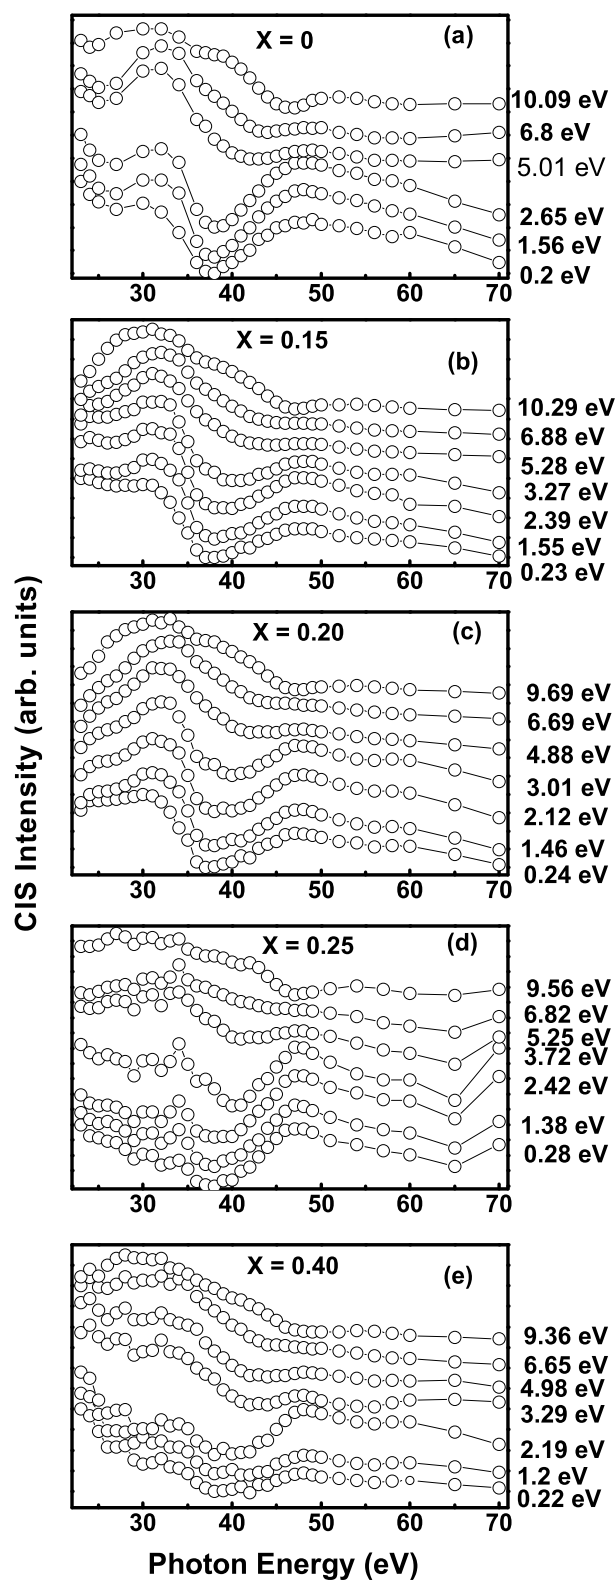 X = 0
(a)
10.09 eV
6.8 eV
5.01 eV
2.65 eV
1.56 eV
0.2 eV
30 40 50 60 70
X = 0.15
(b)
10.29 eV
6.88 eV
5.28 eV
3.27 eV
2.39 eV
1.55 eV
0.23 eV
30 40 50 60 70
CIS Intensity (arb. units)
X = 0.20
(c)
9.69 eV
6.69 eV
4.88 eV
3.01 eV
2.12 eV
1.46 eV
0.24 eV
30 40 50 60 70
X = 0.25
(d)
9.56 eV
6.82 eV
5.25 eV
3.72 eV
2.42 eV
1.38 eV
0.28 eV
30 40 50 60 70
X = 0.40
(e)
9.36 eV
6.65 eV
4.98 eV
3.29 eV
2.19 eV
1.2 eV
0.22 eV
30 40 50 60 70
Photon Energy (eV)